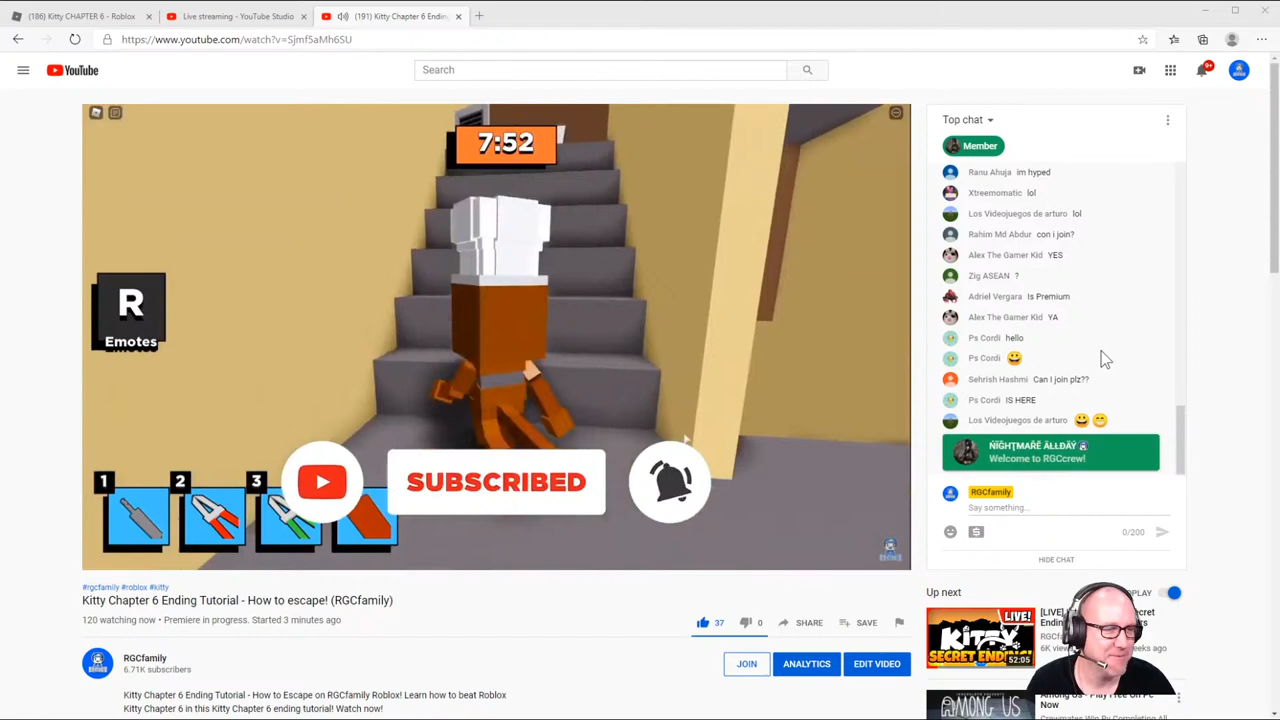 (186) Kitty CHAPTER 6 - Roblox
Live streaming - YouTube Studio
(191) Kitty Chapter 6 Ending
https://www.youtube.com/watch?v=Sjmf5aMh6SU
YouTube
Search
9+
7:52
R
Emotes
1
2
3
SUBSCRIBED
Top chat
Member
Ranu Ahuja im hyped
Xtreemomatic lol
Los Videojuegos de arturo lol
Rahim Md Abdur con i join?
Alex The Gamer Kid YES
Zig ASEAN ?
Adriel Vergara Is Premium
Alex The Gamer Kid YA
Ps Cordi hello
Ps Cordi 😀
Sehrish Hashmi Can I join plz??
Ps Cordi IS HERE
Los Videojuegos de arturo 😀😁
Welcome to RGCcrew!
RGCfamily
Say something...
0/200
HIDE CHAT
#rgcfamily #roblox #kitty
Kitty Chapter 6 Ending Tutorial - How to escape! (RGCfamily)
120 watching now • Premiere in progress. Started 3 minutes ago
37
0
SHARE
SAVE
RGCfamily
6.71K subscribers
JOIN
ANALYTICS
EDIT VIDEO
Kitty Chapter 6 Ending Tutorial - How to Escape on RGCfamily Roblox! Learn how to beat Roblox
Kitty Chapter 6 in this Kitty Chapter 6 ending tutorial! Watch now!
Up next
LIVE!
KITTY
SECRET ENDING!
52:05
AMONG US
Now